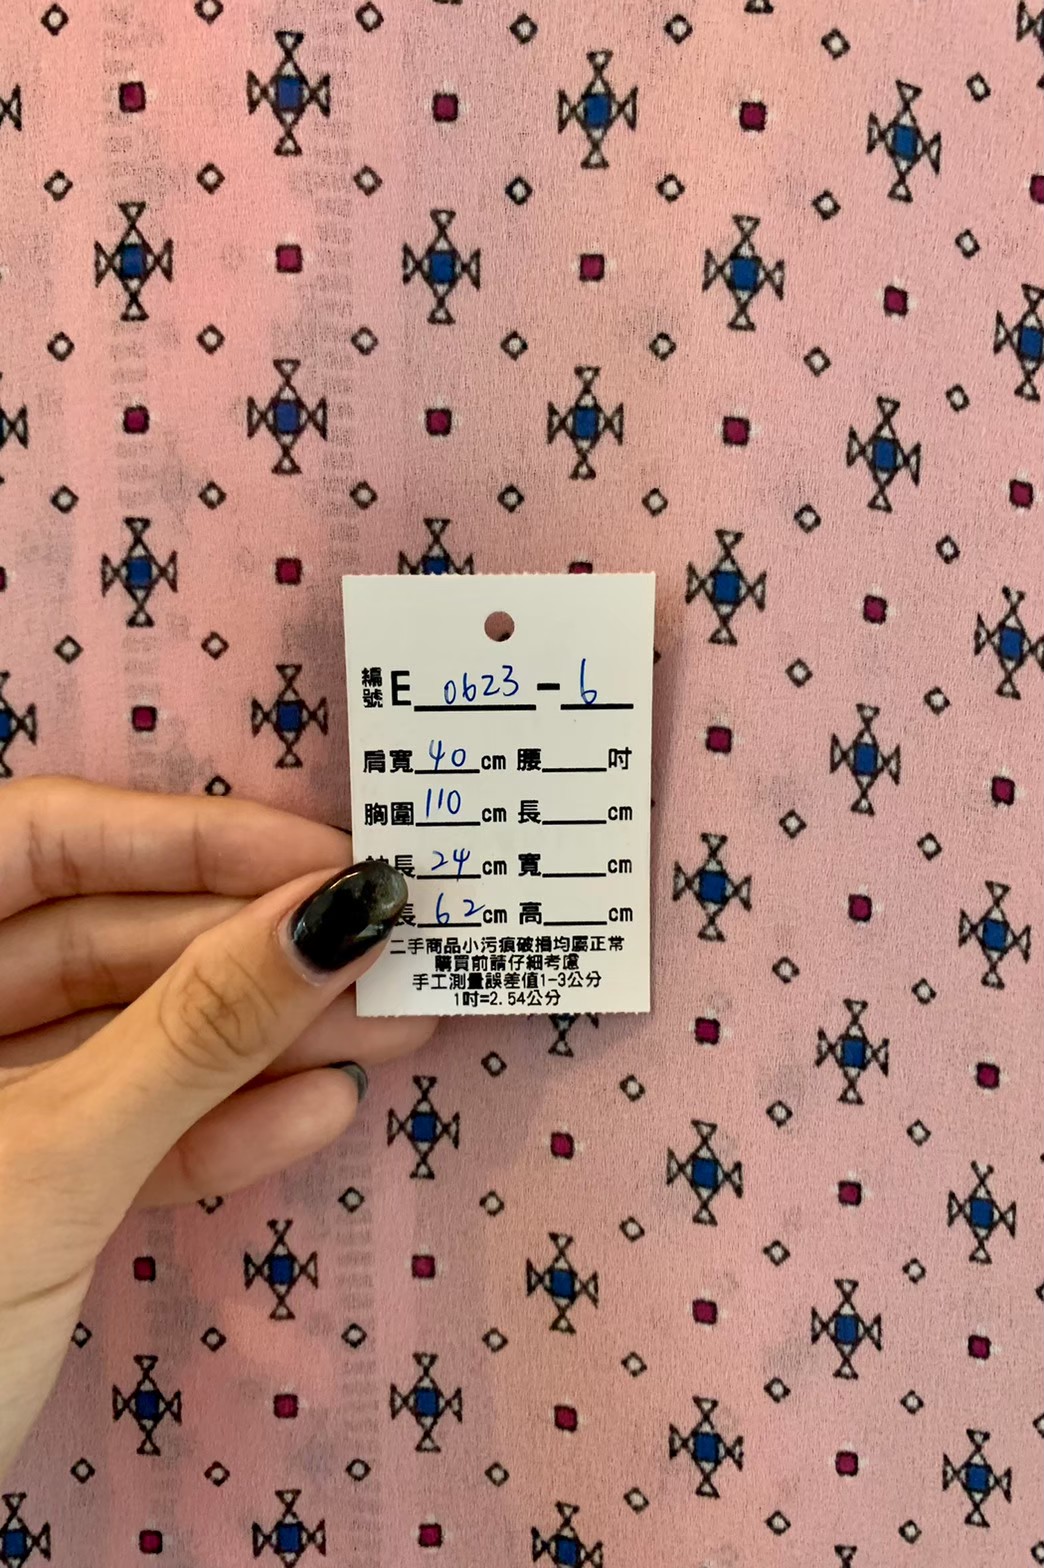 編號E 0623-6
肩寬 40 cm 腰 吋
胸圍 110 cm 長 cm
長 24 cm 寬 cm
長 62 cm 高 cm
二手商品小污損破損均屬正常
購買前請仔細考慮
手工測量誤差值1-3公分
1吋=2.54公分